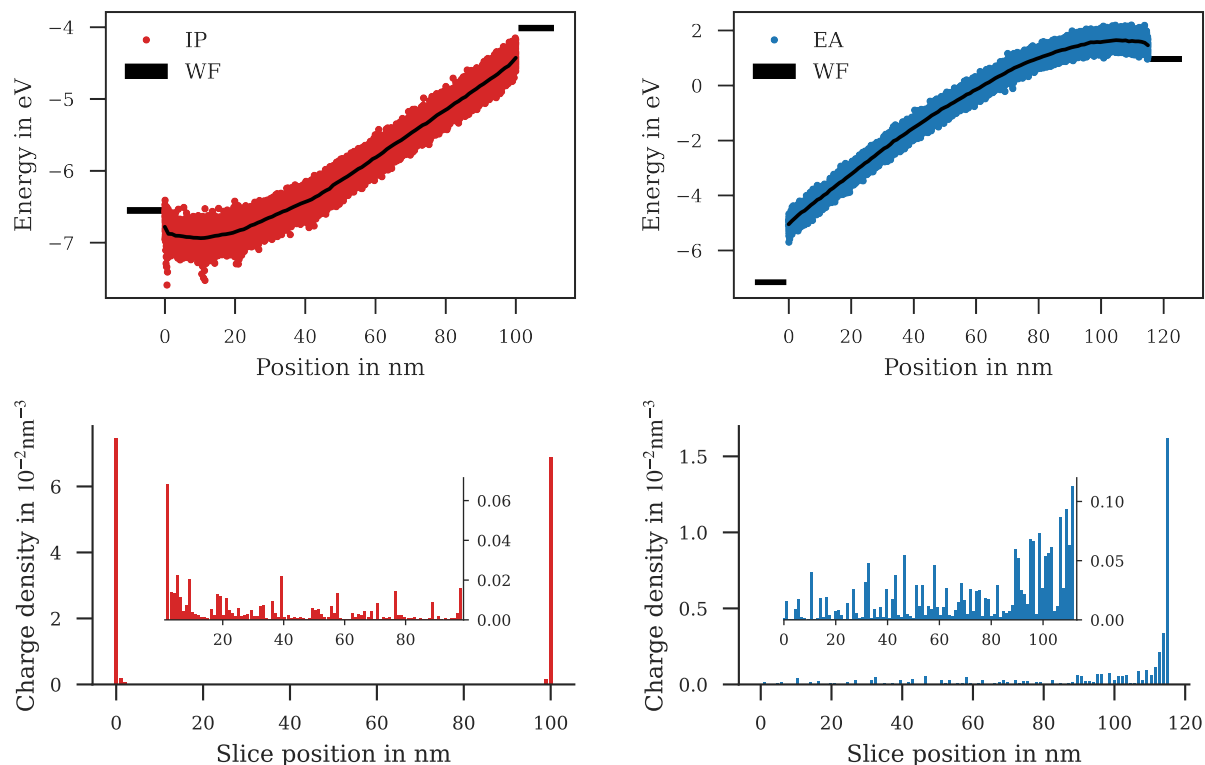 Energy in eV
−4
−5
−6
−7
IP
WF
0 20 40 60 80 100
Position in nm
Energy in eV
2
0
−2
−4
−6
EA
WF
0 20 40 60 80 100 120
Position in nm
Charge density in 10⁻²nm⁻³
6
4
2
0
0.06
0.04
0.02
0.00
20 40 60 80
0 20 40 60 80 100
Slice position in nm
Charge density in 10⁻²nm⁻³
1.5
1.0
0.5
0.0
0.10
0.05
0.00
0 20 40 60 80 100
0 20 40 60 80 100 120
Slice position in nm